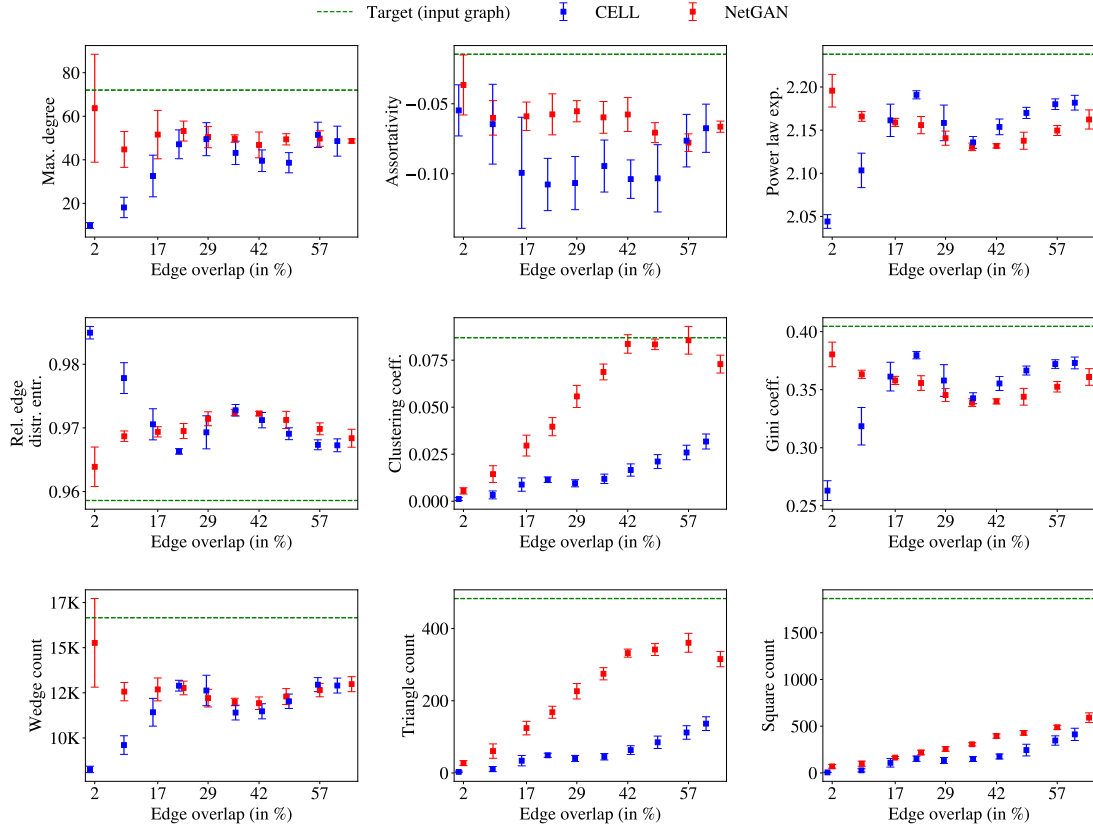 Target (input graph) CELL NetGAN
Max. degree
80
60
40
20
2 17 29 42 57
Edge overlap (in %)
Assortativity
−0.05
−0.10
2 17 29 42 57
Edge overlap (in %)
Power law exp.
2.20
2.15
2.10
2.05
2 17 29 42 57
Edge overlap (in %)
Rel. edge
distr. entr.
0.98
0.97
0.96
2 17 29 42 57
Edge overlap (in %)
Clustering coeff.
0.075
0.050
0.025
0.000
2 17 29 42 57
Edge overlap (in %)
Gini coeff.
0.40
0.35
0.30
0.25
2 17 29 42 57
Edge overlap (in %)
Wedge count
17K
15K
12K
10K
2 17 29 42 57
Edge overlap (in %)
Triangle count
400
200
0
2 17 29 42 57
Edge overlap (in %)
Square count
1500
1000
500
0
2 17 29 42 57
Edge overlap (in %)